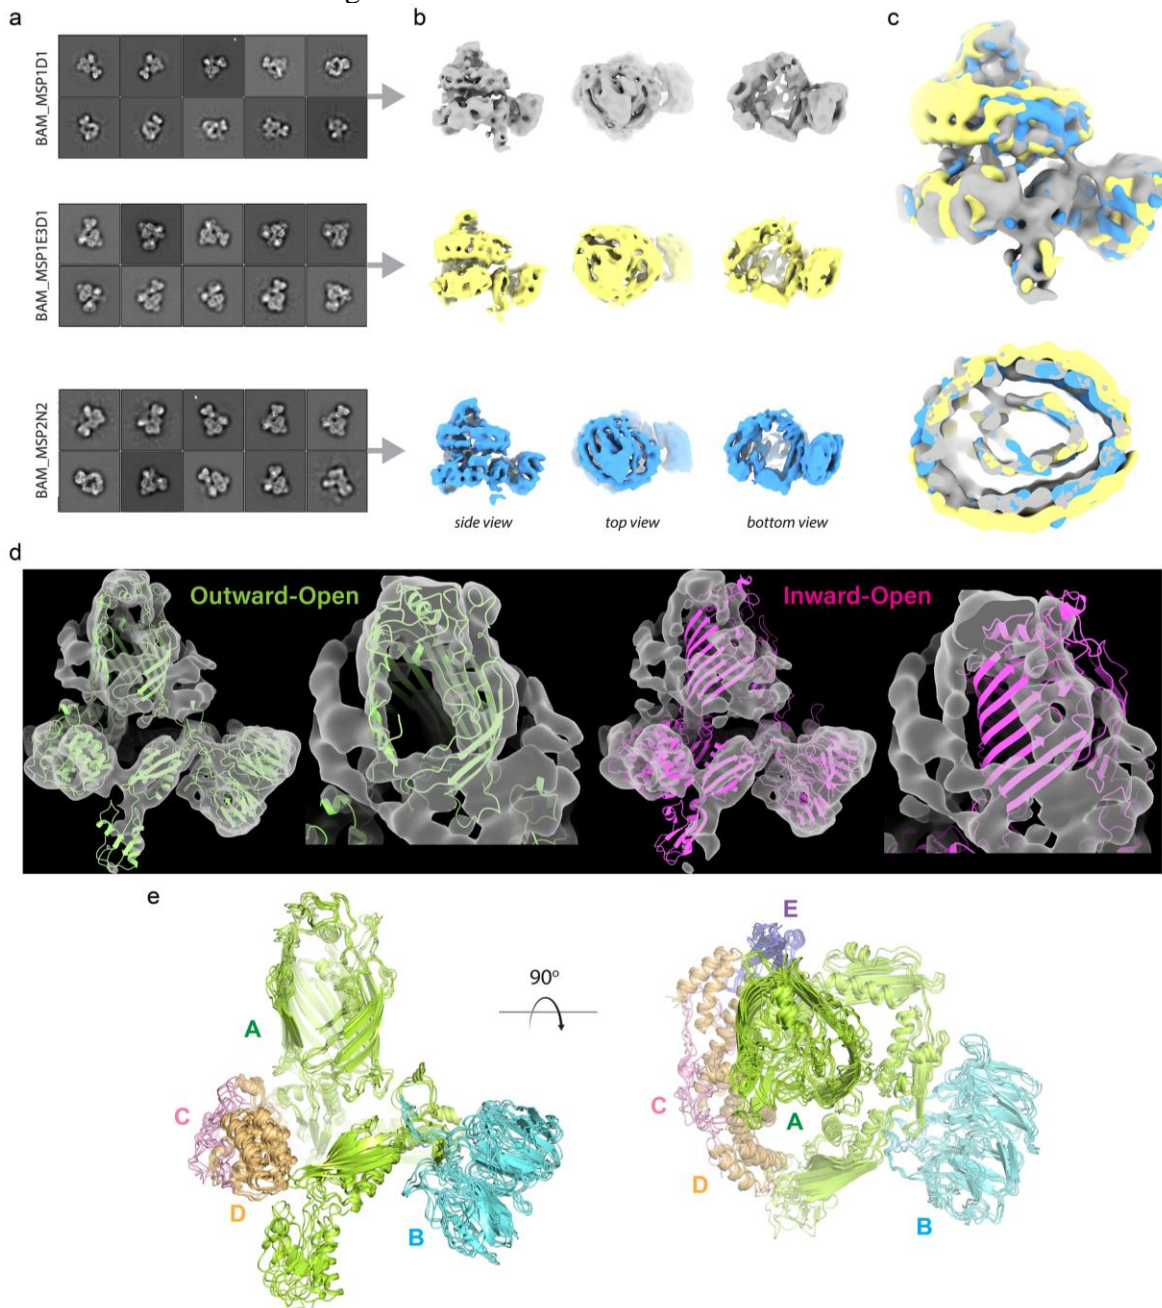 a
b
c
BAM_MSP1D1
BAM_MSP1E3D1
BAM_MSP2N2
side view
top view
bottom view
d
Outward-Open
Inward-Open
e
A
C
D
B
90°
E
C
A
D
B